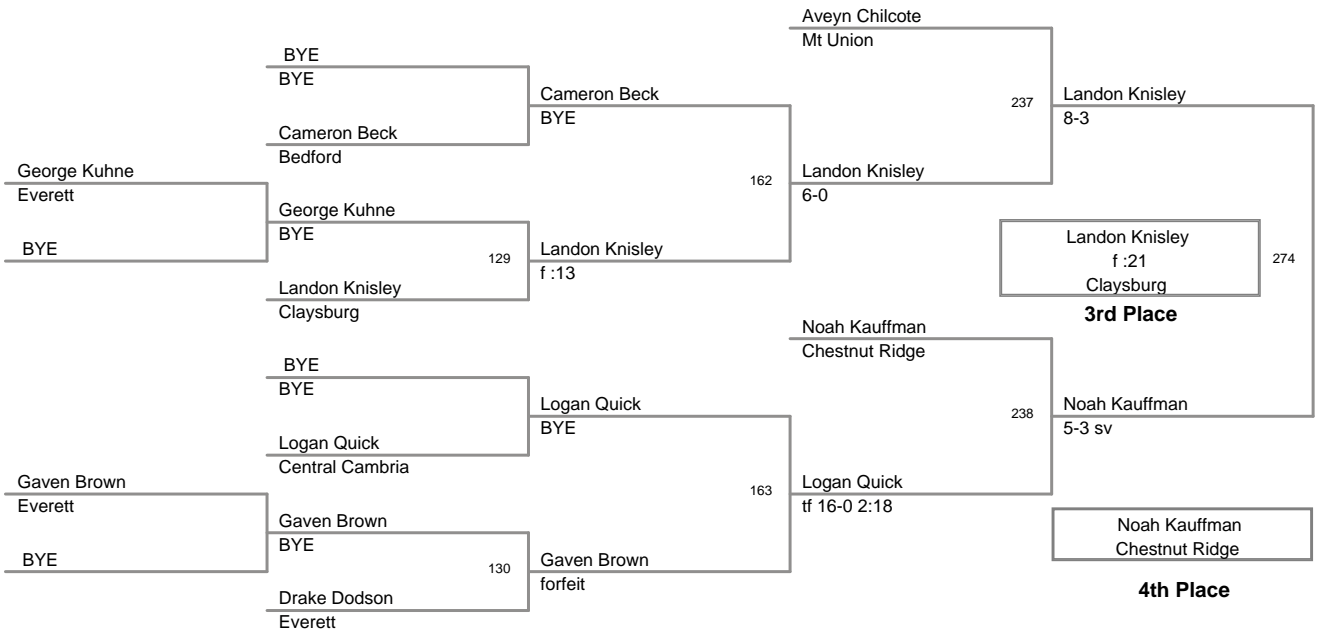 Aveyn Chilcote
Mt Union
BYE
BYE
Cameron Beck
BYE
237
Landon Knisley
8-3
Cameron Beck
Bedford
George Kuhne
Everett
162
Landon Knisley
6-0
George Kuhne
BYE
BYE
129
Landon Knisley
f :13
Landon Knisley
f :21
Claysburg
274
3rd Place
Landon Knisley
Claysburg
Noah Kauffman
Chestnut Ridge
BYE
BYE
Logan Quick
BYE
238
Noah Kauffman
5-3 sv
Logan Quick
Central Cambria
Gaven Brown
Everett
163
Logan Quick
tf 16-0 2:18
Gaven Brown
BYE
Noah Kauffman
Chestnut Ridge
BYE
130
Gaven Brown
forfeit
4th Place
Drake Dodson
Everett